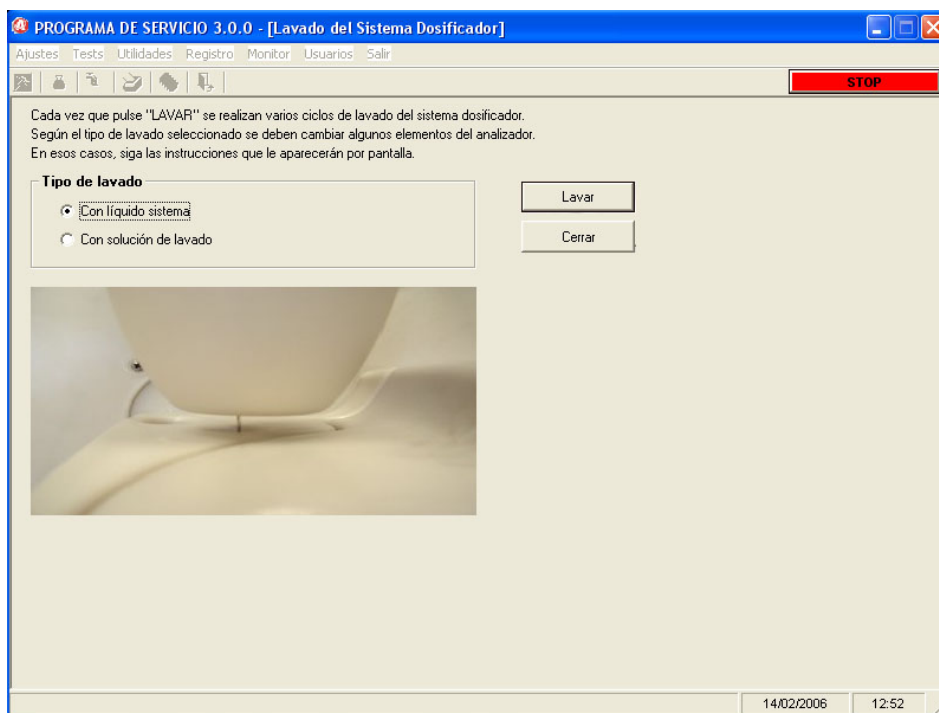 PROGRAMA DE SERVICIO 3.0.0 - [Lavado del Sistema Dosificador]
Ajustes Tests Utilidades Registro Monitor Usuarios Salir
STOP
Cada vez que pulse "LAVAR" se realizan varios ciclos de lavado del sistema dosificador.
Según el tipo de lavado seleccionado se deben cambiar algunos elementos del analizador.
En esos casos, siga las instrucciones que le aparecerán por pantalla.
Tipo de lavado
Con líquido sistema
Con solución de lavado
Lavar
Cerrar
14/02/2006 12:52